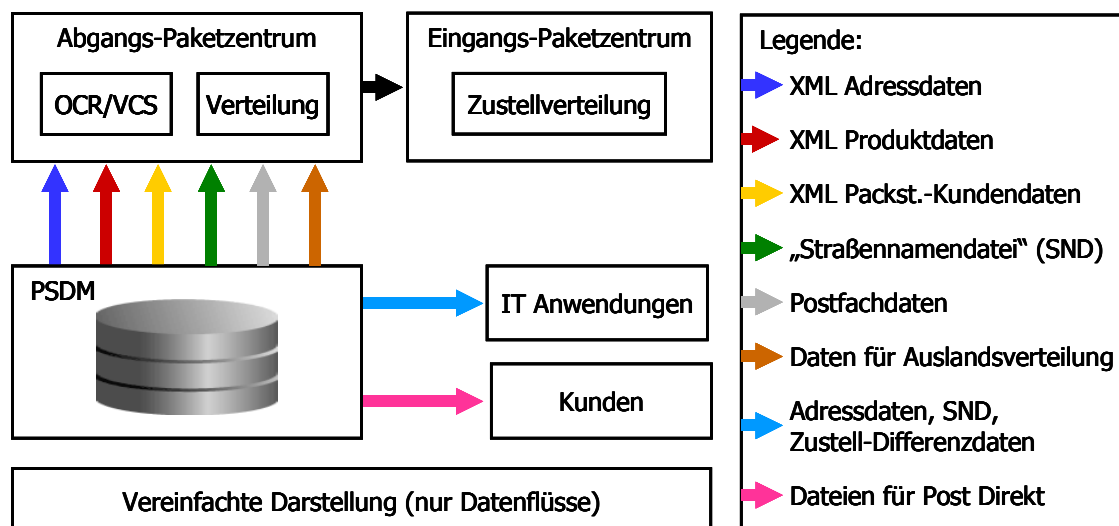 Abgangs-Paketzentrum
OCR/VCS
Verteilung
Eingangs-Paketzentrum
Zustellverteilung
PSDM
IT Anwendungen
Kunden
Vereinfachte Darstellung (nur Datenflüsse)
Legende:
XML Adressdaten
XML Produktdaten
XML Packst.-Kundendaten
„Straßennamendatei“ (SND)
Postfachdaten
Daten für Auslandsverteilung
Adressdaten, SND,
Zustell-Differenzdaten
Dateien für Post Direkt